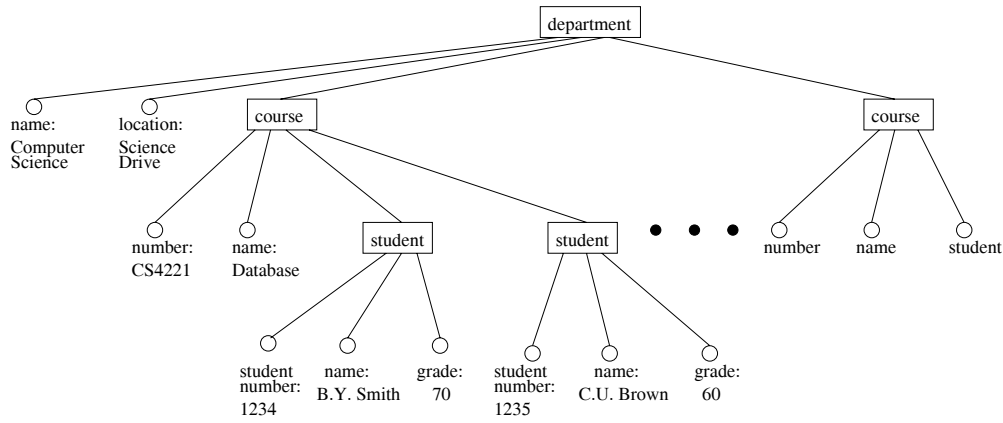 department
name:
Computer
Science
location:
Science
Drive
course
course
number:
CS4221
name:
Database
student
student
number
name
student
student
number:
1234
name:
B.Y. Smith
grade:
70
student
number:
1235
name:
C.U. Brown
grade:
60